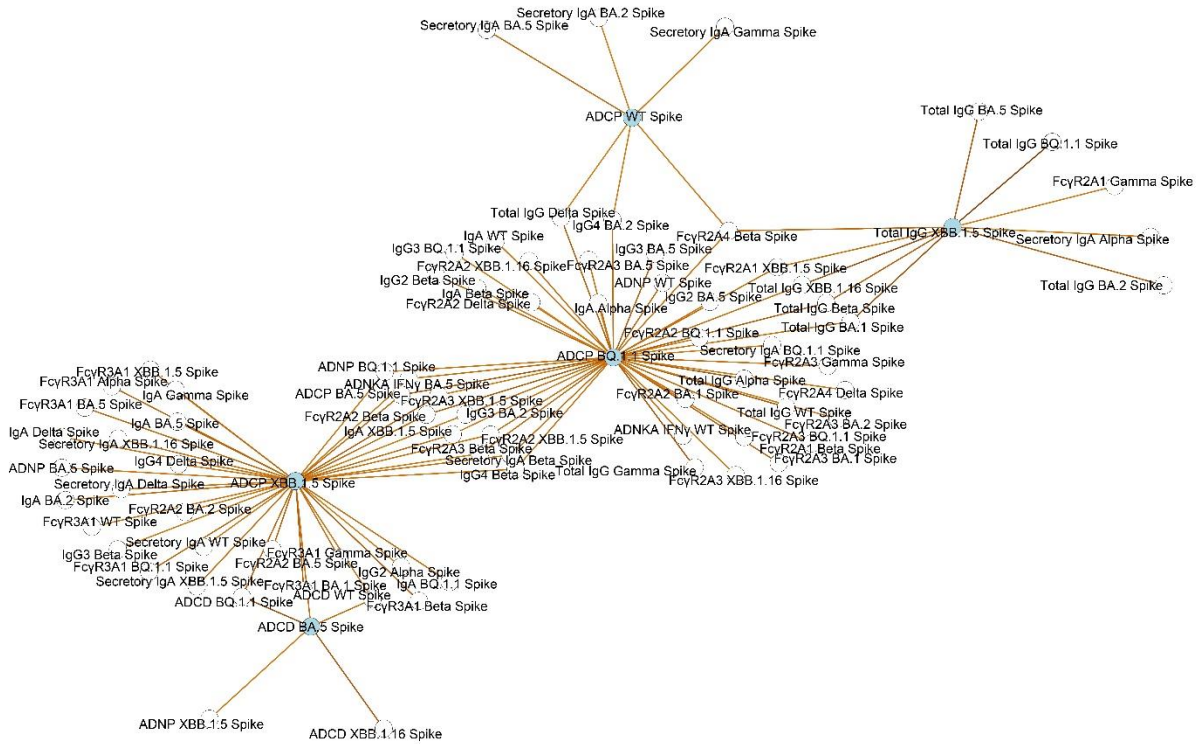 Secretory IgA BA.2 Spike
Secretory IgA BA.5 Spike
Secretory IgA Gamma Spike
ADCP WT Spike
Total IgG BA.5 Spike
Total IgG BQ.1.1 Spike
FcγR2A1 Gamma Spike
Total IgG Delta Spike
IgG4 BA.2 Spike
FcγR2A4 Beta Spike
Total IgG XBB.1.5 Spike
Secretory IgA Alpha Spike
IgA WT Spike
IgG3 BQ.1.1 Spike
IgG3 BA.5 Spike
FcγR2A2 XBB.1.16 Spike
FcγR2A3 BA.5 Spike
FcγR2A1 XBB.1.5 Spike
IgG2 Beta Spike
ADNP WT Spike
Total IgG XBB.1.16 Spike
Total IgG BA.2 Spike
IgA Beta Spike
FcγR2A2 Delta Spike
IgA Alpha Spike
IgG2 BA.5 Spike
Total IgG Beta Spike
Total IgG BA.1 Spike
FcγR2A2 BQ.1.1 Spike
Secretory IgA BQ.1.1 Spike
ADCP BQ.1.1 Spike
FcγR2A3 Gamma Spike
ADNP BQ.1.1 Spike
FcγR3A1 XBB.1.5 Spike
FcγR3A1 Alpha Spike
IgA Gamma Spike
ADNKA IFNγ BA.5 Spike
ADCP BA.5 Spike
Total IgG Alpha Spike
FcγR2A4 Delta Spike
FcγR2A3 XBB.1.5 Spike
FcγR2A2 BA.1 Spike
FcγR3A1 BA.5 Spike
FcγR2A2 Beta Spike
IgG3 BA.2 Spike
Total IgG WT Spike
IgA BA.5 Spike
FcγR2A3 BA.2 Spike
IgA Delta Spike
IgA XBB.1.5 Spike
FcγR2A2 XBB.1.5 Spike
ADNKA IFNγ WT Spike
FcγR2A3 BQ.1.1 Spike
Secretory IgA XBB.1.16 Spike
FcγR2A3 Beta Spike
FcγR2A1 Beta Spike
FcγR2A3 BA.1 Spike
IgG4 Delta Spike
Secretory IgA Beta Spike
ADNP BA.5 Spike
Total IgG Gamma Spike
IgG4 Beta Spike
FcγR2A3 XBB.1.16 Spike
Secretory IgA Delta Spike
ADCP XBB.1.5 Spike
IgA BA.2 Spike
FcγR2A2 BA.2 Spike
FcγR3A1 WT Spike
Secretory IgA WT Spike
IgG3 Beta Spike
FcγR3A1 Gamma Spike
FcγR2A2 BA.5 Spike
FcγR3A1 BQ.1.1 Spike
IgG2 Alpha Spike
Secretory IgA XBB.1.5 Spike
FcγR3A1 BA.1 Spike
IgA BQ.1.1 Spike
ADCD WT Spike
ADCD BQ.1.1 Spike
FcγR3A1 Beta Spike
ADCD BA.5 Spike
ADNP XBB.1.5 Spike
ADCD XBB.1.16 Spike